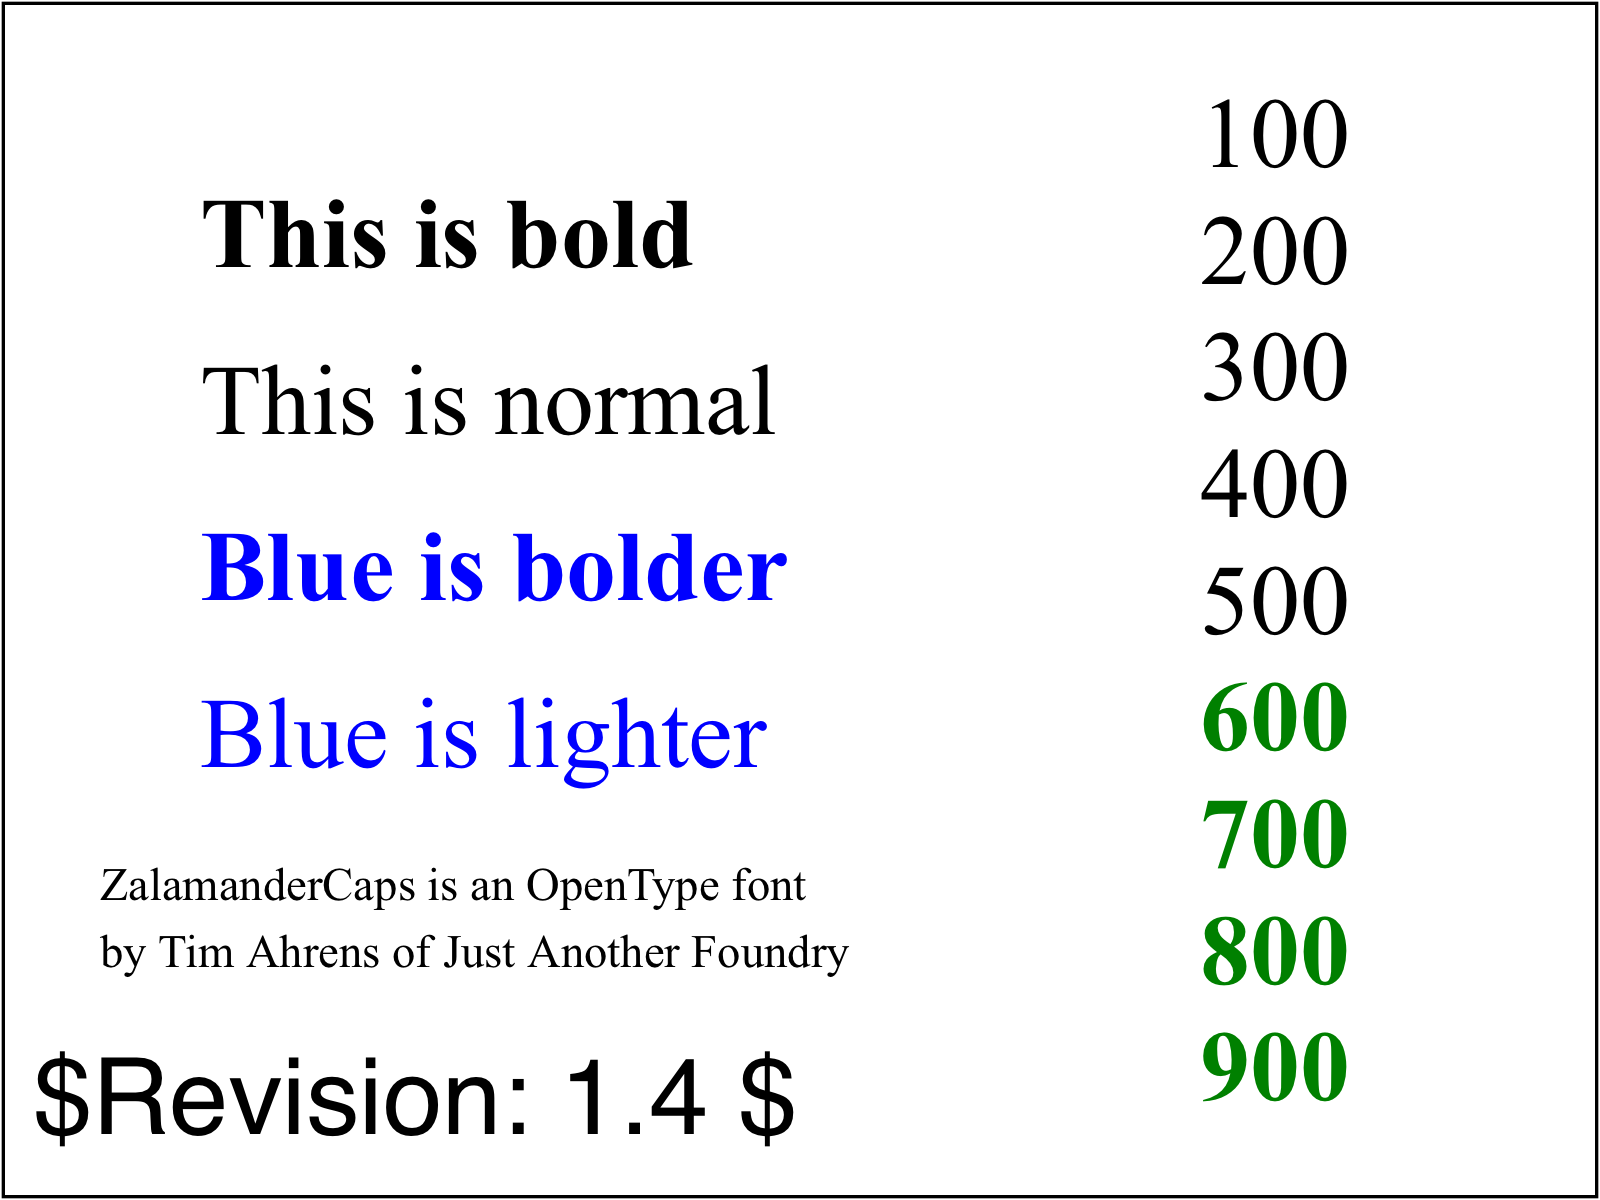 This is bold
This is normal
Blue is bolder
Blue is lighter
ZalamanderCaps is an OpenType font
by Tim Ahrens of Just Another Foundry
$Revision: 1.4 $
100
200
300
400
500
600
700
800
900